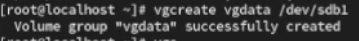 [root@localhost ~]# vgcreate vgdata /dev/sdb1
Volume group "vgdata" successfully created